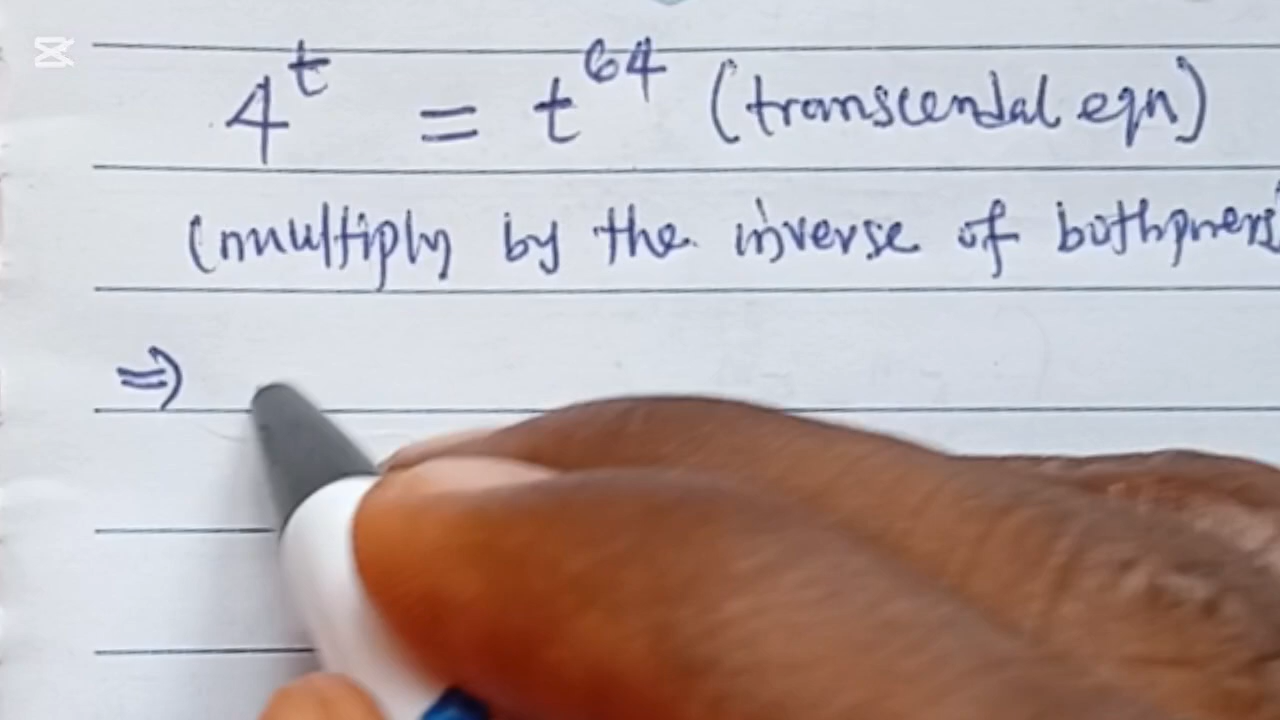 4^t = t^64 (transcendal eqn)
(multiply by the inverse of both
⇒